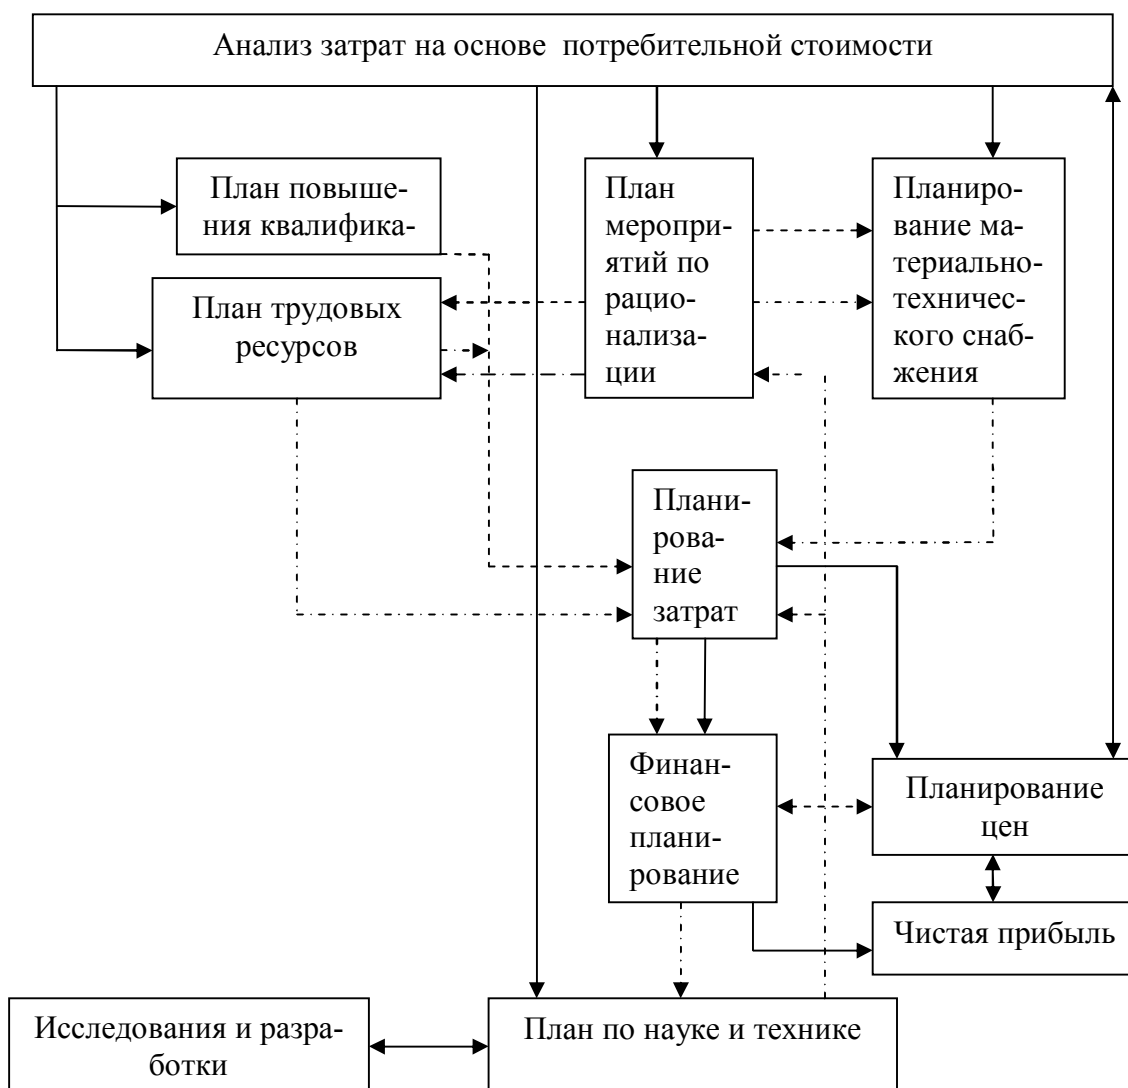 Анализ затрат на основе потребительной стоимости
План повыше-
ния квалифика-
План трудовых
ресурсов
План
меропри-
ятий по
рацио-
нализа-
ции
Планиро-
вание ма-
териально-
техничес-
кого снаб-
жения
Плани-
рова-
ние
затрат
Финан-
совое
плани-
рование
Планирование
цен
Чистая прибыль
Исследования и разра-
ботки
План по науке и технике